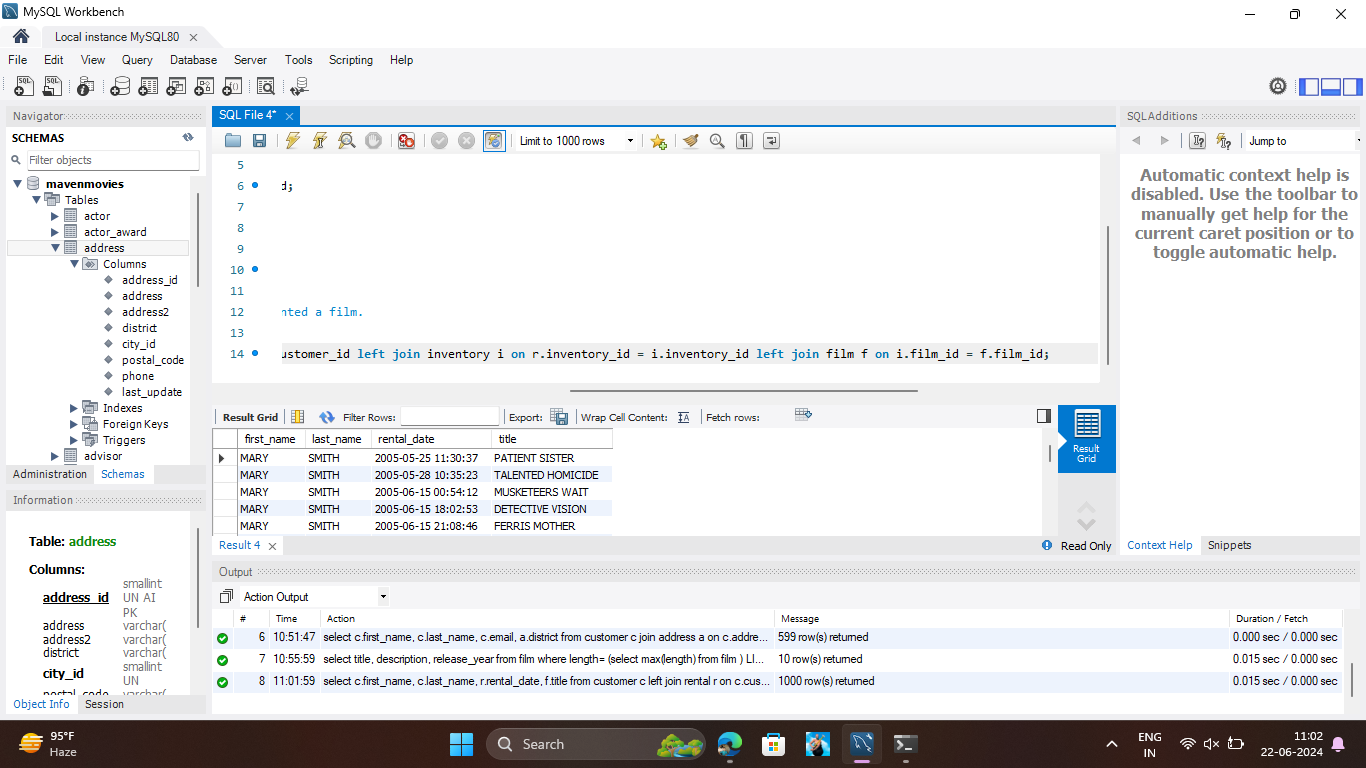 MySQL Workbench
Local instance MySQL80
File Edit View Query Database Server Tools Scripting Help
Navigator
SCHEMAS
Filter objects
mavenmovies
Tables
actor
actor_award
address
Columns
address_id
address
address2
district
city_id
postal_code
phone
last_update
Indexes
Foreign Keys
Triggers
advisor
Administration Schemas
Information
Table: address
Columns:
address_id smallint UN AI PK
address varchar(
address2 varchar(
district varchar(
city_id smallint UN
postal_code varchar(
Object Info Session
SQL File 4*
Limit to 1000 rows
5
6 d;
7
8
9
10
11
12 nted a film.
13
14 ustomer_id left join inventory i on r.inventory_id = i.inventory_id left join film f on i.film_id = f.film_id;
Result Grid Filter Rows: Export: Wrap Cell Content: Fetch rows:
first_name last_name rental_date title
MARY SMITH 2005-05-25 11:30:37 PATIENT SISTER
MARY SMITH 2005-05-28 10:35:23 TALENTED HOMICIDE
MARY SMITH 2005-06-15 00:54:12 MUSKETEERS WAIT
MARY SMITH 2005-06-15 18:02:53 DETECTIVE VISION
MARY SMITH 2005-06-15 21:08:46 FERRIS MOTHER
Result Grid
Result 4
Read Only
SQLAdditions
Jump to
Automatic context help is
disabled. Use the toolbar to
manually get help for the
current caret position or to
toggle automatic help.
Context Help Snippets
Output
Action Output
# Time Action Message Duration / Fetch
6 10:51:47 select c.first_name, c.last_name, c.email, a.district from customer c join address a on c.addre... 599 row(s) returned 0.000 sec / 0.000 sec
7 10:55:59 select title, description, release_year from film where length= (select max(length) from film ) LI... 10 row(s) returned 0.015 sec / 0.000 sec
8 11:01:59 select c.first_name, c.last_name, r.rental_date, f.title from customer c left join rental r on c.cus... 1000 row(s) returned 0.015 sec / 0.000 sec
95°F
Haze
Search
ENG
IN
11:02
22-06-2024